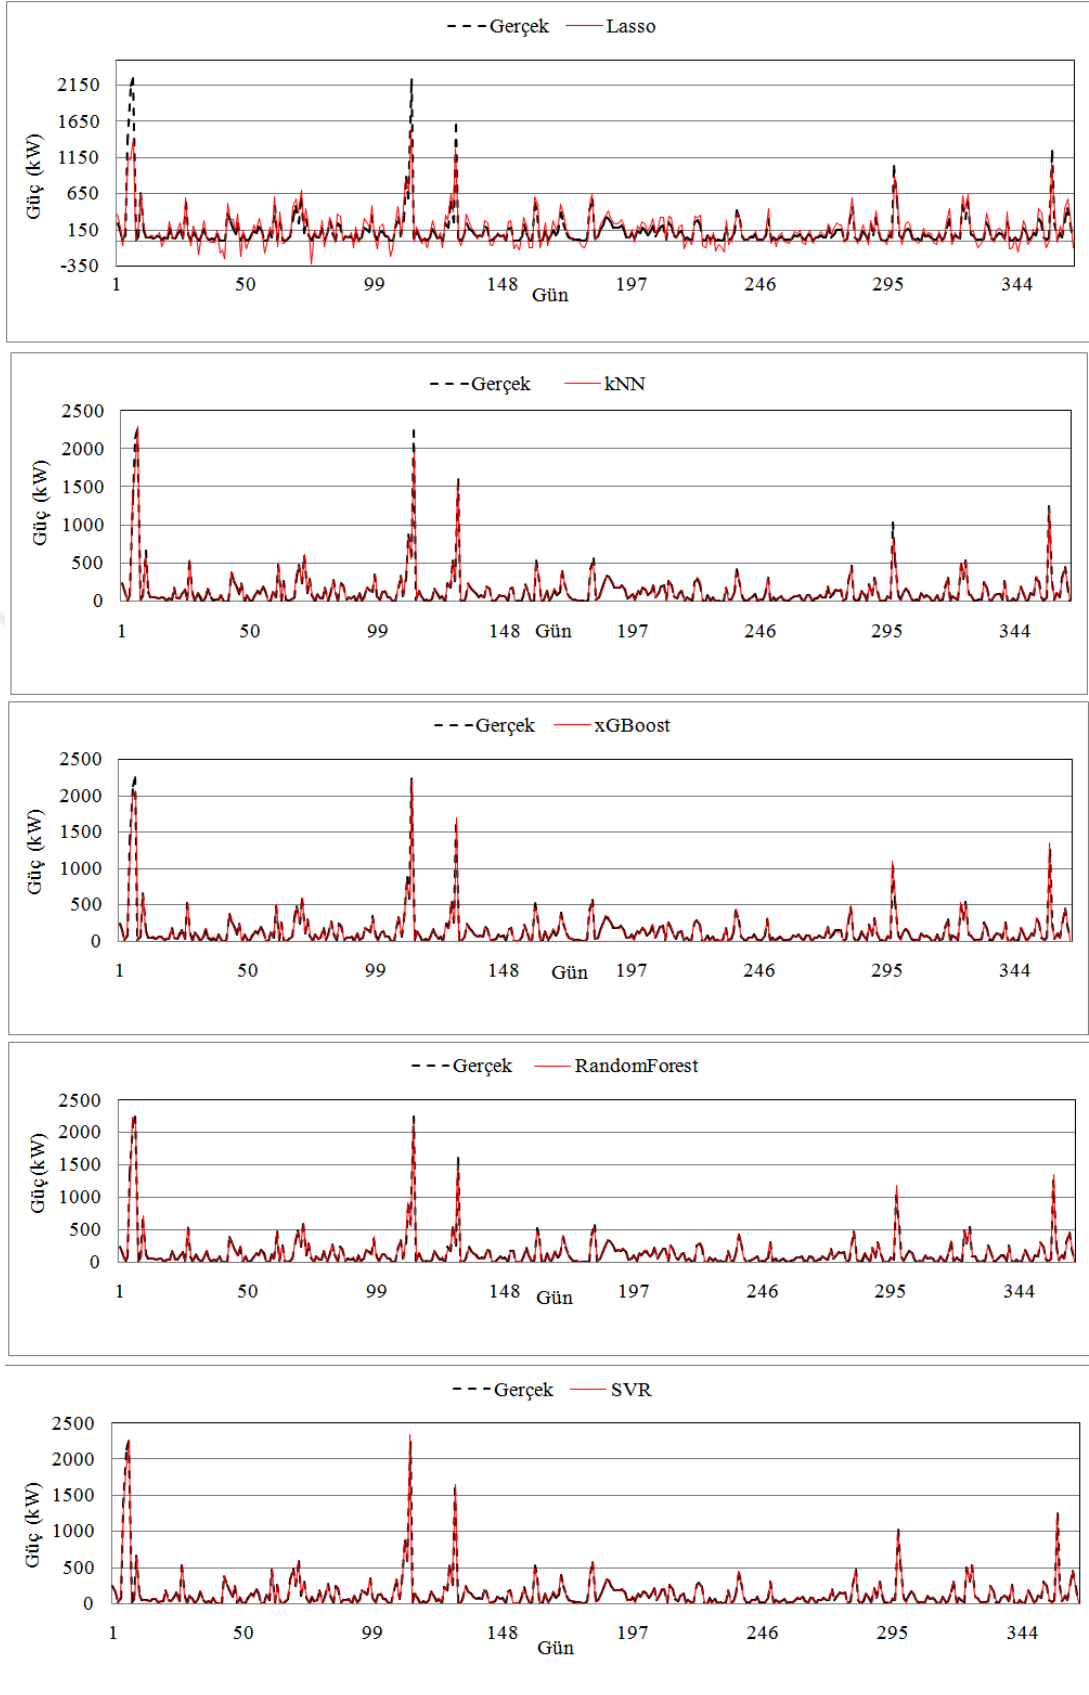 Gerçek Lasso
2150
1650
1150
650
150
-350
Güç (kW)
1 50 99 148 197 246 295 344
Gün
Gerçek kNN
2500
2000
1500
1000
500
0
Güç (kW)
1 50 99 148 Gün 197 246 295 344
Gerçek xGBoost
2500
2000
1500
1000
500
0
Güç (kW)
1 50 99 148 Gün 197 246 295 344
Gerçek RandomForest
2500
2000
1500
1000
500
0
Güç(kW)
1 50 99 148 197 246 295 344
Gün
Gerçek SVR
2500
2000
1500
1000
500
0
Güç (kW)
1 50 99 148 197 246 295 344
Gün